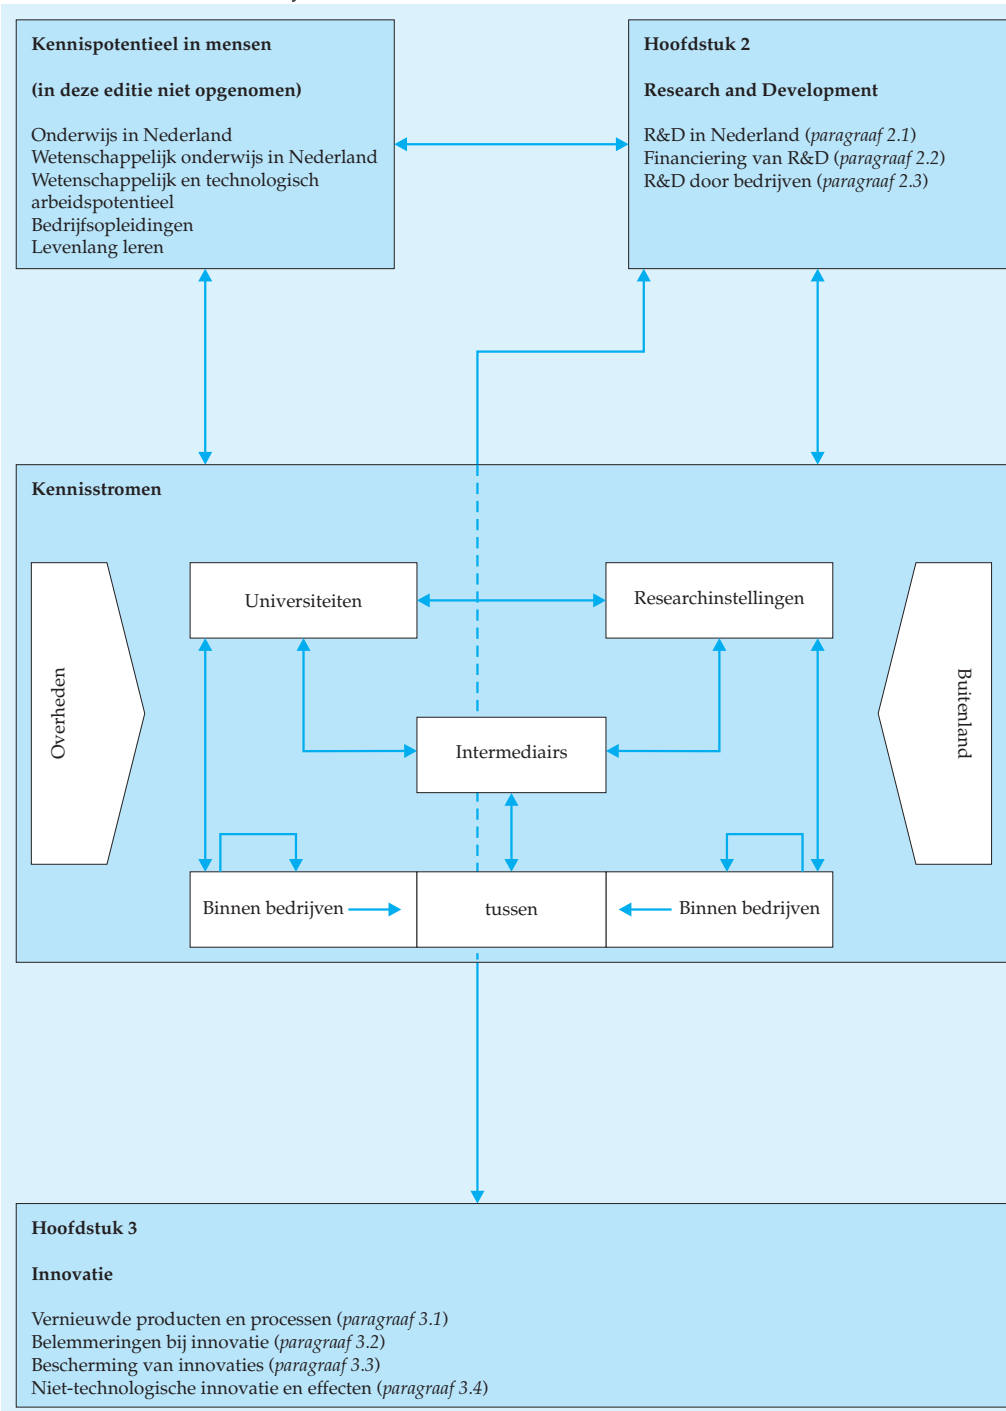 Kennispotentieel in mensen
(in deze editie niet opgenomen)
Onderwijs in Nederland
Wetenschappelijk onderwijs in Nederland
Wetenschappelijk en technologisch
arbeidspotentieel
Bedrijfsopleidingen
Levenlang leren
Hoofdstuk 2
Research and Development
R&D in Nederland (paragraaf 2.1)
Financiering van R&D (paragraaf 2.2)
R&D door bedrijven (paragraaf 2.3)
Kennisstromen
Overheden
Universiteiten
Researchinstellingen
Buitenland
Intermediairs
Binnen bedrijven
tussen
Binnen bedrijven
Hoofdstuk 3
Innovatie
Vernieuwde producten en processen (paragraaf 3.1)
Belemmeringen bij innovatie (paragraaf 3.2)
Bescherming van innovaties (paragraaf 3.3)
Niet-technologische innovatie en effecten (paragraaf 3.4)